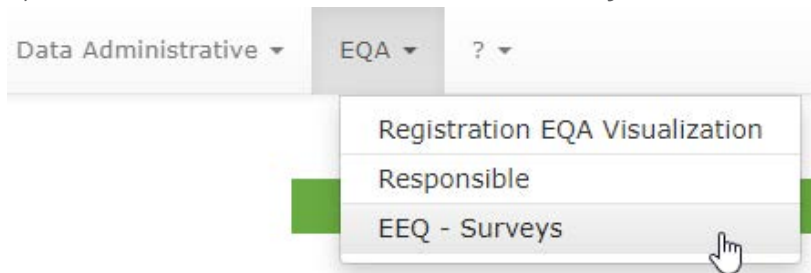 Data Administrative EQA ?
Registration EQA Visualization
Responsible
EEQ - Surveys